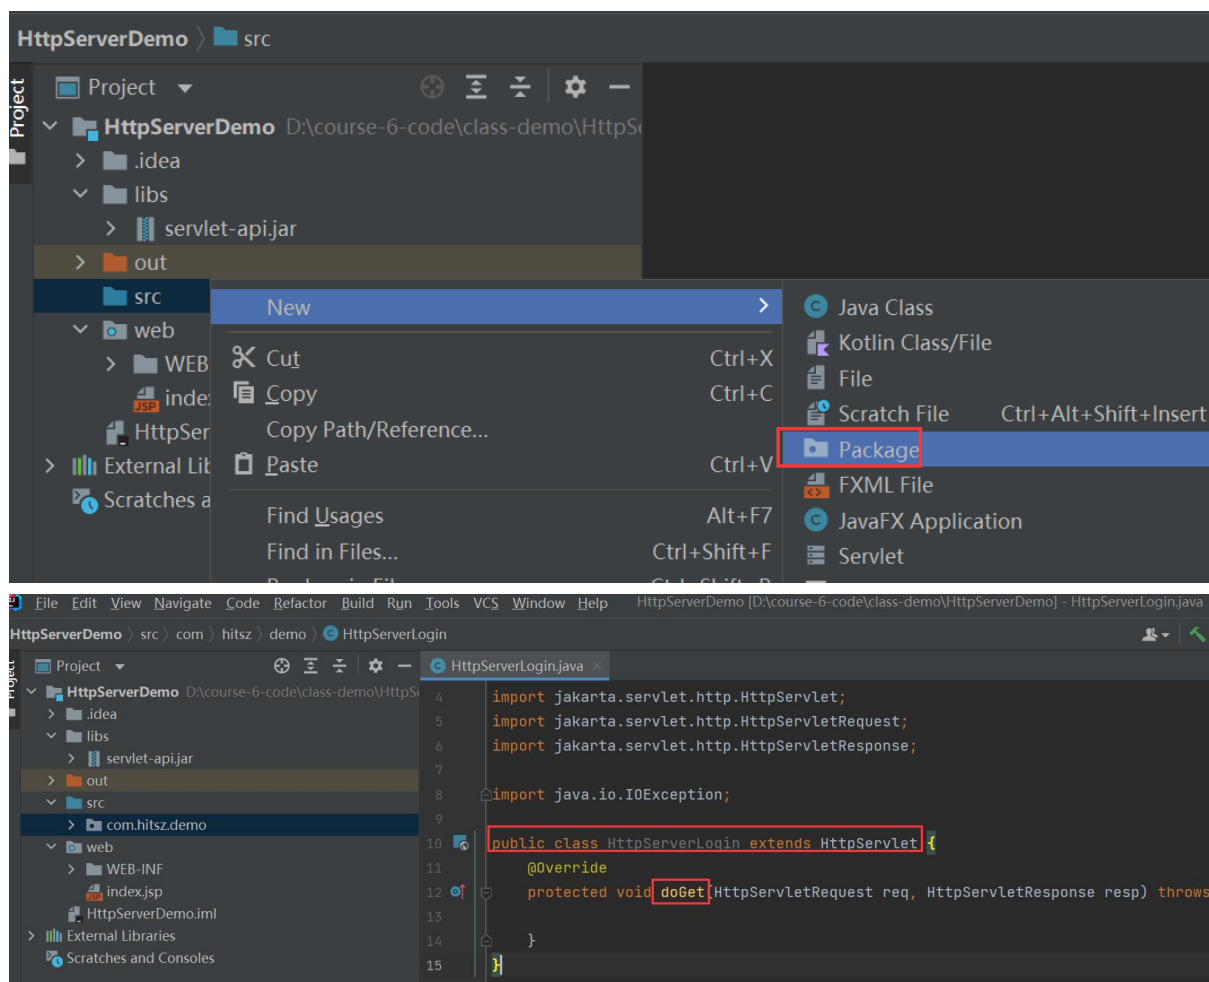 HttpServerDemo 〉 src
Project
Project
HttpServerDemo D:\course-6-code\class-demo\HttpSe
.idea
libs
servlet-api.jar
out
src
web
WEB
index
JSP
HttpSer
External Lib
Scratches a
New
Cut Ctrl+X
Copy Ctrl+C
Copy Path/Reference...
Paste Ctrl+V
Find Usages Alt+F7
Find in Files... Ctrl+Shift+F
Java Class
Kotlin Class/File
File
Scratch File Ctrl+Alt+Shift+Insert
Package
FXML File
JavaFX Application
Servlet
File Edit View Navigate Code Refactor Build Run Tools VCS Window Help HttpServerDemo [D:\course-6-code\class-demo\HttpServerDemo] - HttpServerLogin.java
HttpServerDemo 〉 src 〉 com 〉 hitsz 〉 demo 〉 HttpServerLogin
Project
HttpServerDemo D:\course-6-code\class-demo\HttpS
.idea
libs
servlet-api.jar
out
src
com.hitsz.demo
web
WEB-INF
index.jsp
HttpServerDemo.iml
External Libraries
Scratches and Consoles
HttpServerLogin.java ×
4 import jakarta.servlet.http.HttpServlet;
5 import jakarta.servlet.http.HttpServletRequest;
6 import jakarta.servlet.http.HttpServletResponse;
7
8 import java.io.IOException;
9
10 public class HttpServerLogin extends HttpServlet {
11 @Override
12 protected void doGet(HttpServletRequest req, HttpServletResponse resp) throws
13
14 }
15 }